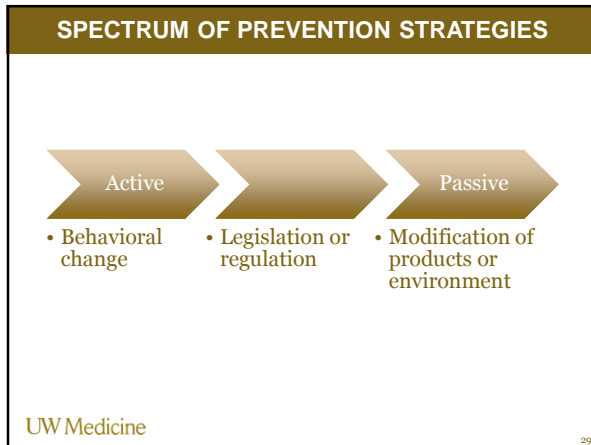 SPECTRUM OF PREVENTION STRATEGIES
Active
Passive
• Behavioral
change
• Legislation or
regulation
• Modification of
products or
environment
UW Medicine
29